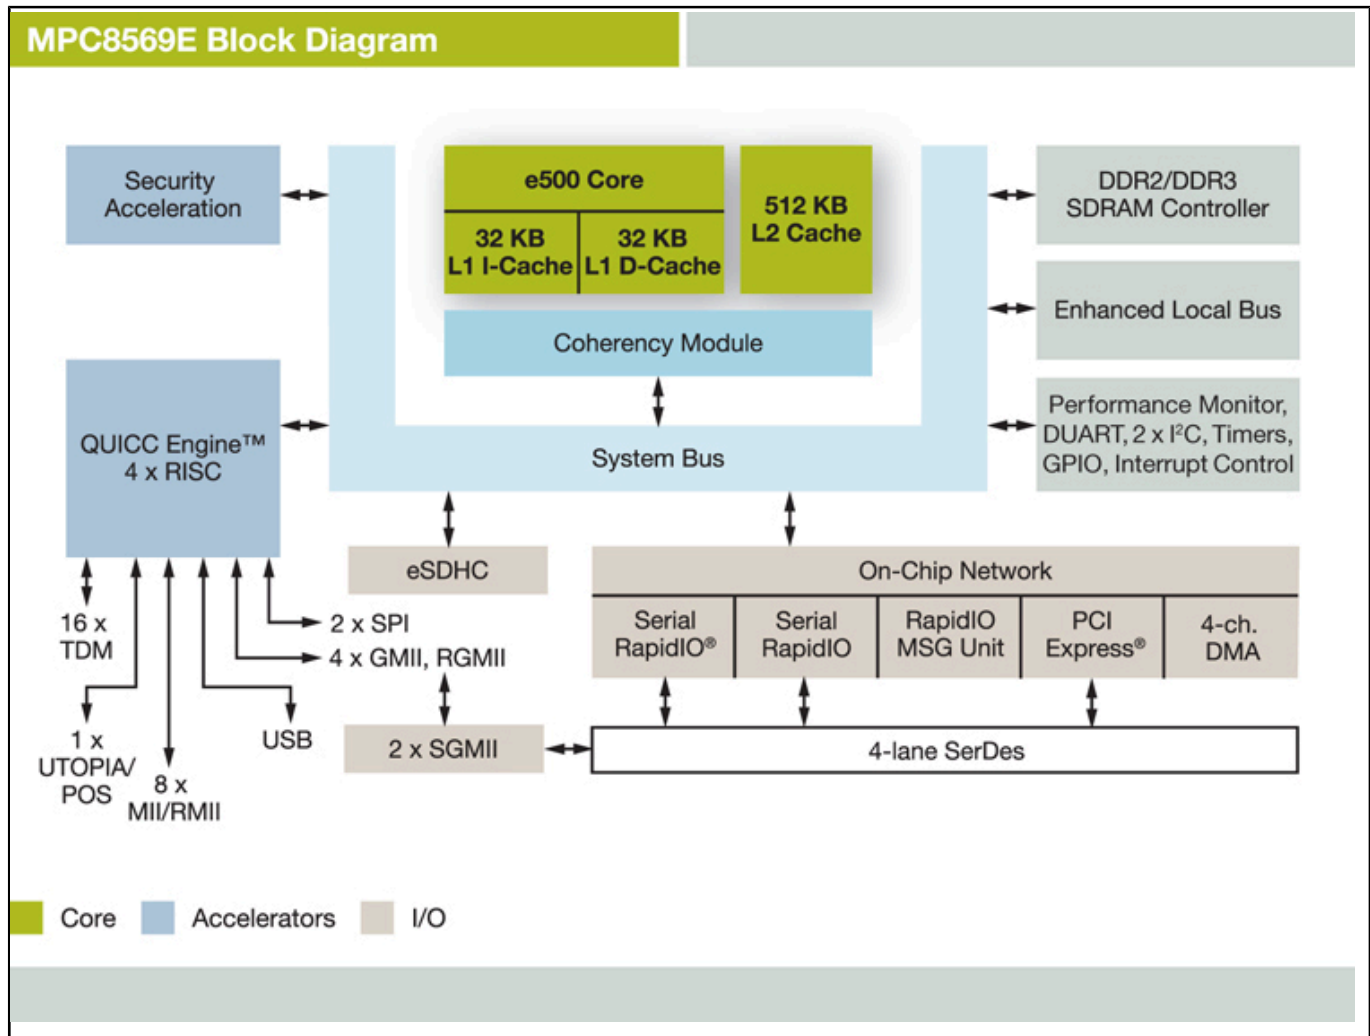 MPC8569E Block Diagram
Security
Acceleration
e500 Core
32 KB
L1 I-Cache
32 KB
L1 D-Cache
512 KB
L2 Cache
DDR2/DDR3
SDRAM Controller
Enhanced Local Bus
Coherency Module
Performance Monitor,
DUART, 2 x I²C, Timers,
GPIO, Interrupt Control
QUICC Engine™
4 x RISC
System Bus
eSDHC
On-Chip Network
Serial
RapidIO®
Serial
RapidIO
RapidIO
MSG Unit
PCI
Express®
4-ch.
DMA
16 x
TDM
2 x SPI
4 x GMII, RGMII
1 x
UTOPIA/
POS
8 x
MII/RMII
USB
2 x SGMII
4-lane SerDes
Core
Accelerators
I/O